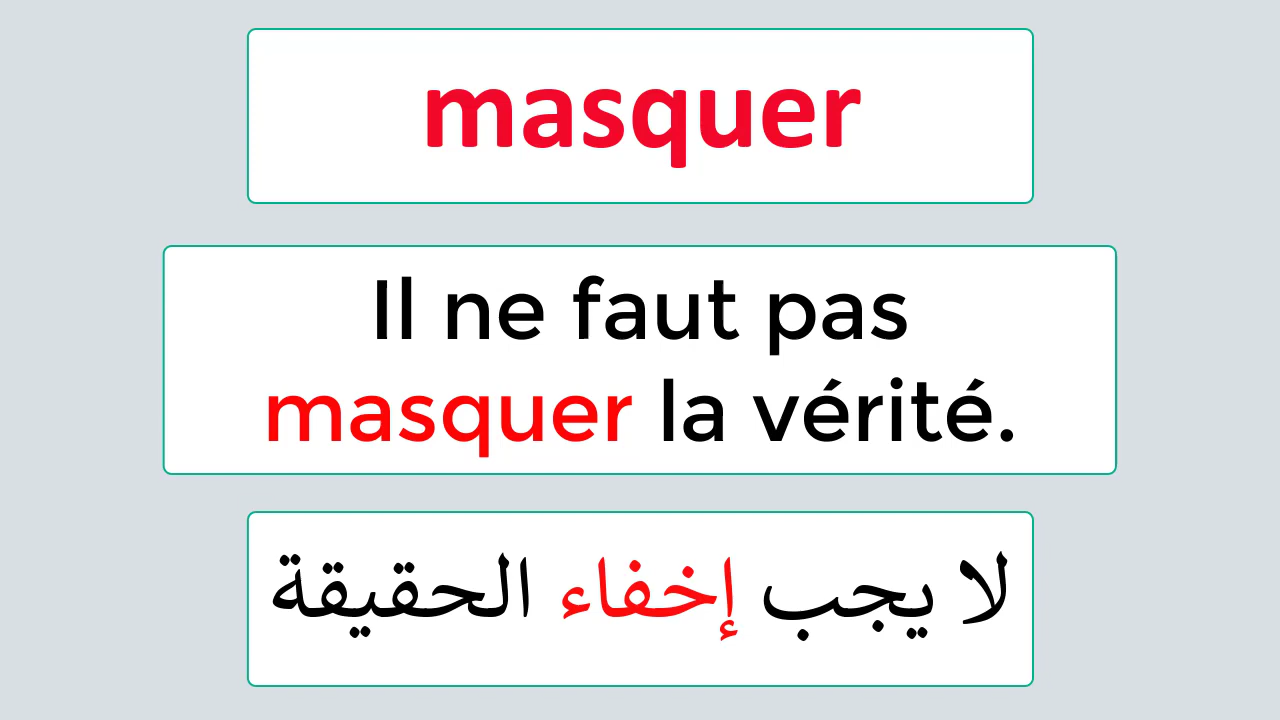 masquer
Il ne faut pas
masquer la vérité.
لا يجب إخفاء الحقيقة